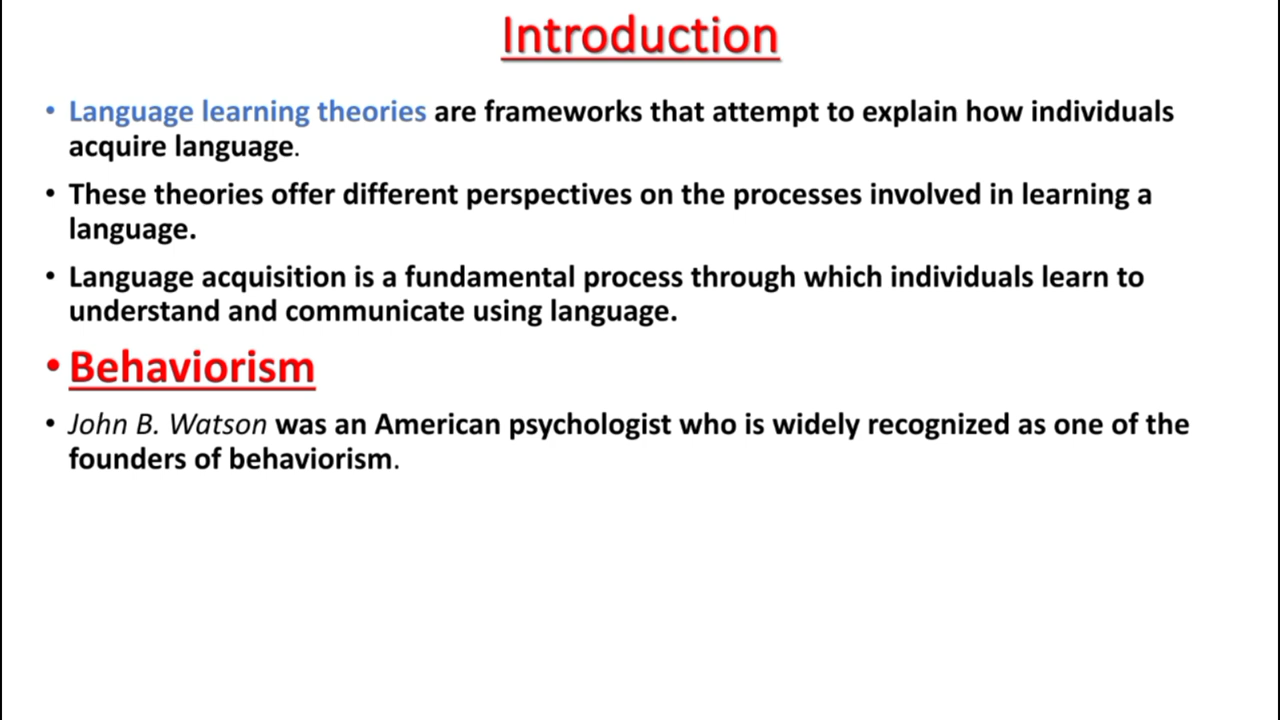 Introduction
• Language learning theories are frameworks that attempt to explain how individuals
acquire language.
• These theories offer different perspectives on the processes involved in learning a
language.
• Language acquisition is a fundamental process through which individuals learn to
understand and communicate using language.
• Behaviorism
• John B. Watson was an American psychologist who is widely recognized as one of the
founders of behaviorism.